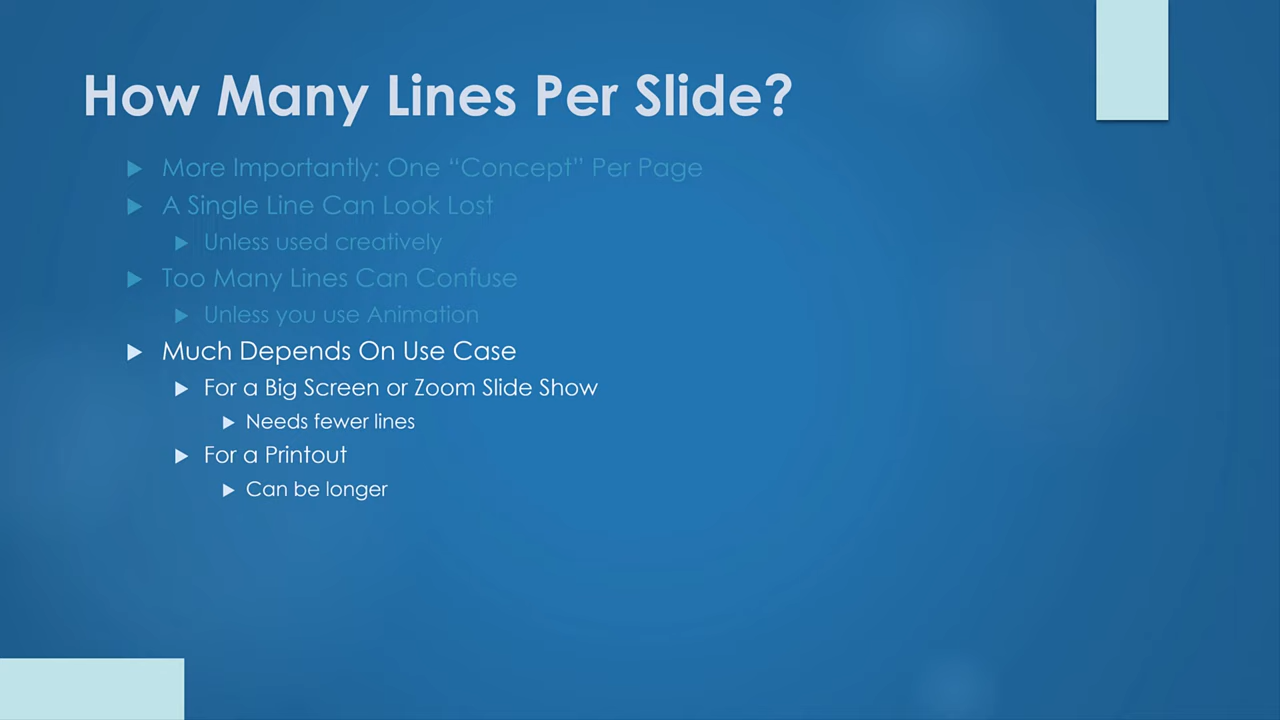 How Many Lines Per Slide?
More Importantly: One “Concept” Per Page
A Single Line Can Look Lost
Unless used creatively
Too Many Lines Can Confuse
Unless you use Animation
Much Depends On Use Case
For a Big Screen or Zoom Slide Show
Needs fewer lines
For a Printout
Can be longer